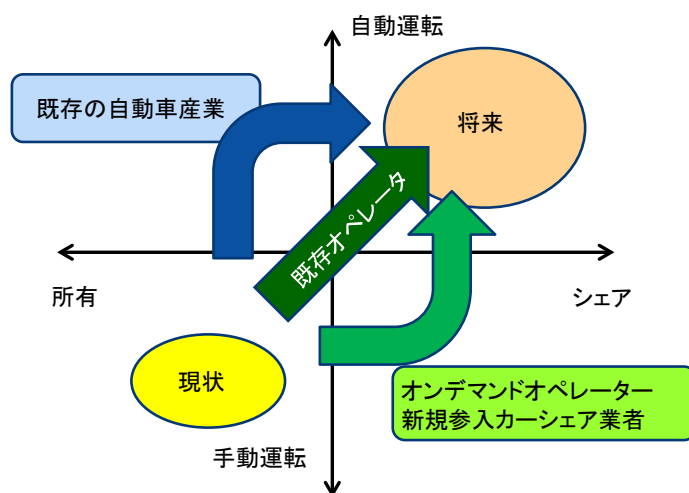 自動運転
既存の自動車産業
将来
既存オペレータ
所有
シェア
現状
オンデマンドオペレーター
新規参入カーシェア業者
手動運転